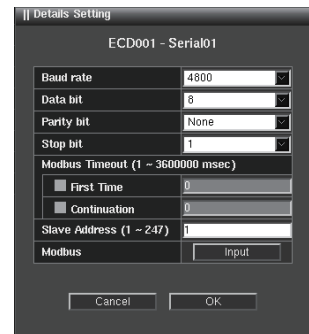 || Details Setting
ECD001 - Serial01
Baud rate 4800
Data bit 8
Parity bit None
Stop bit 1
Modbus Timeout (1 ~ 3600000 msec)
First Time 0
Continuation 0
Slave Address (1 ~ 247) 1
Modbus Input
Cancel OK